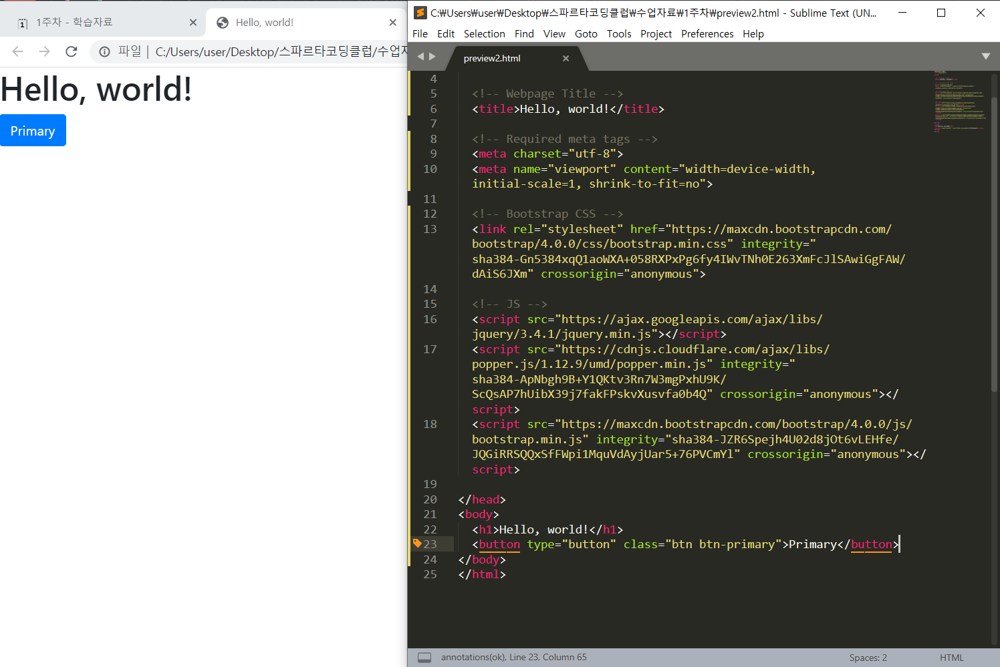 1주차 - 학습자료
Hello, world!
파일 | C:/Users/user/Desktop/스파르타코딩클럽/수업자
Hello, world!
Primary
C:₩Users₩user₩Desktop₩스파르타코딩클럽₩수업자료₩1주차₩preview2.html - Sublime Text (UN...
File Edit Selection Find View Goto Tools Project Preferences Help
preview2.html
4
5 <!-- Webpage Title -->
6 <title>Hello, world!</title>
7
8 <!-- Required meta tags -->
9 <meta charset="utf-8">
10 <meta name="viewport" content="width=device-width,
initial-scale=1, shrink-to-fit=no">
11
12 <!-- Bootstrap CSS -->
13 <link rel="stylesheet" href="https://maxcdn.bootstrapcdn.com/
bootstrap/4.0.0/css/bootstrap.min.css" integrity="
sha384-Gn5384xqQ1aoWXA+058RXPxPg6fy4IWvTNh0E263XmFcJlSAwiGgFAW/
dAiS6JXm" crossorigin="anonymous">
14
15 <!-- JS -->
16 <script src="https://ajax.googleapis.com/ajax/libs/
jquery/3.4.1/jquery.min.js"></script>
17 <script src="https://cdnjs.cloudflare.com/ajax/libs/
popper.js/1.12.9/umd/popper.min.js" integrity="
sha384-ApNbgh9B+Y1QKtv3Rn7W3mgPxhU9K/
ScQsAP7hUibX39j7fakFPskvXusvfa0b4Q" crossorigin="anonymous"></
script>
18 <script src="https://maxcdn.bootstrapcdn.com/bootstrap/4.0.0/js/
bootstrap.min.js" integrity="sha384-JZR6Spejh4U02d8jOt6vLEHfe/
JQGiRRSQQxSfFWpi1MquVdAyjUar5+76PVCmYl" crossorigin="anonymous"></
script>
19
20 </head>
21 <body>
22 <h1>Hello, world!</h1>
23 <button type="button" class="btn btn-primary">Primary</button>
24 </body>
25 </html>
annotations(ok), Line 23, Column 65
Spaces: 2 HTML